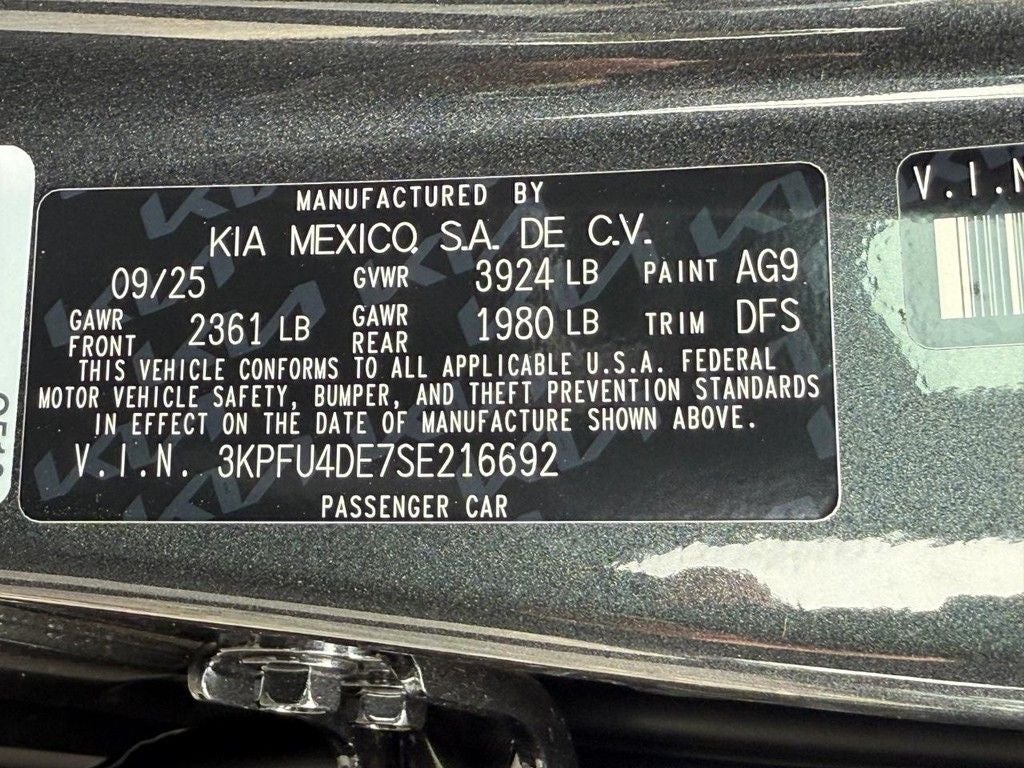 MANUFACTURED BY
KIA MEXICO, S.A. DE C.V.
09/25 GVWR 3924 LB PAINT AG9
GAWR FRONT 2361 LB GAWR REAR 1980 LB TRIM DFS
THIS VEHICLE CONFORMS TO ALL APPLICABLE U.S.A. FEDERAL
MOTOR VEHICLE SAFETY, BUMPER, AND THEFT PREVENTION STANDARDS
IN EFFECT ON THE DATE OF MANUFACTURE SHOWN ABOVE.
V.I.N. 3KPFU4DE7SE216692
PASSENGER CAR
V.I.N